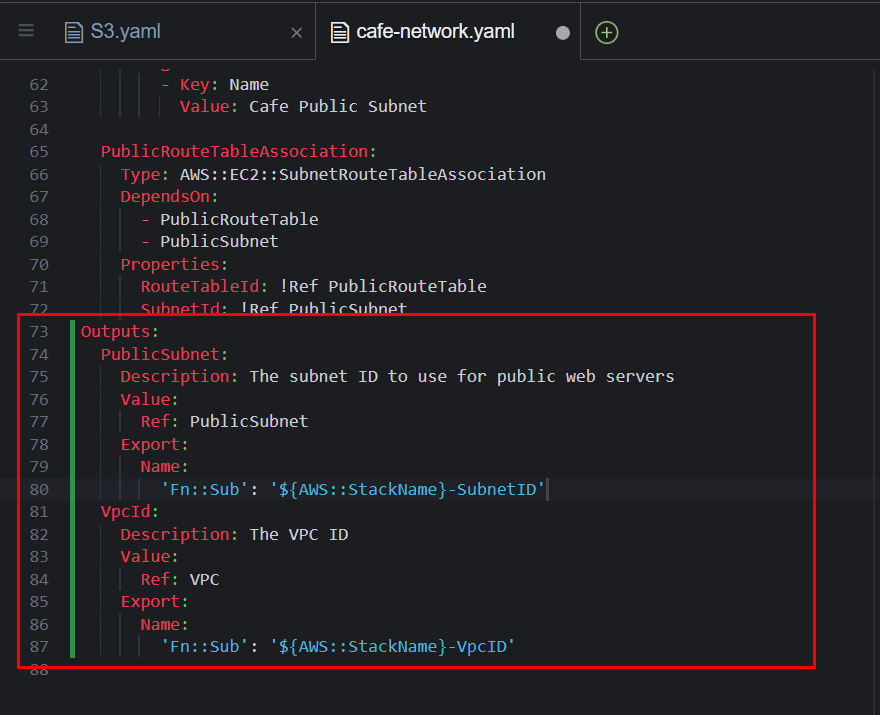 S3.yaml
cafe-network.yaml
62 - Key: Name
63 Value: Cafe Public Subnet
64
65 PublicRouteTableAssociation:
66 Type: AWS::EC2::SubnetRouteTableAssociation
67 DependsOn:
68 - PublicRouteTable
69 - PublicSubnet
70 Properties:
71 RouteTableId: !Ref PublicRouteTable
72 SubnetId: !Ref PublicSubnet
73 Outputs:
74 PublicSubnet:
75 Description: The subnet ID to use for public web servers
76 Value:
77 Ref: PublicSubnet
78 Export:
79 Name:
80 'Fn::Sub': '${AWS::StackName}-SubnetID'
81 VpcId:
82 Description: The VPC ID
83 Value:
84 Ref: VPC
85 Export:
86 Name:
87 'Fn::Sub': '${AWS::StackName}-VpcID'
88